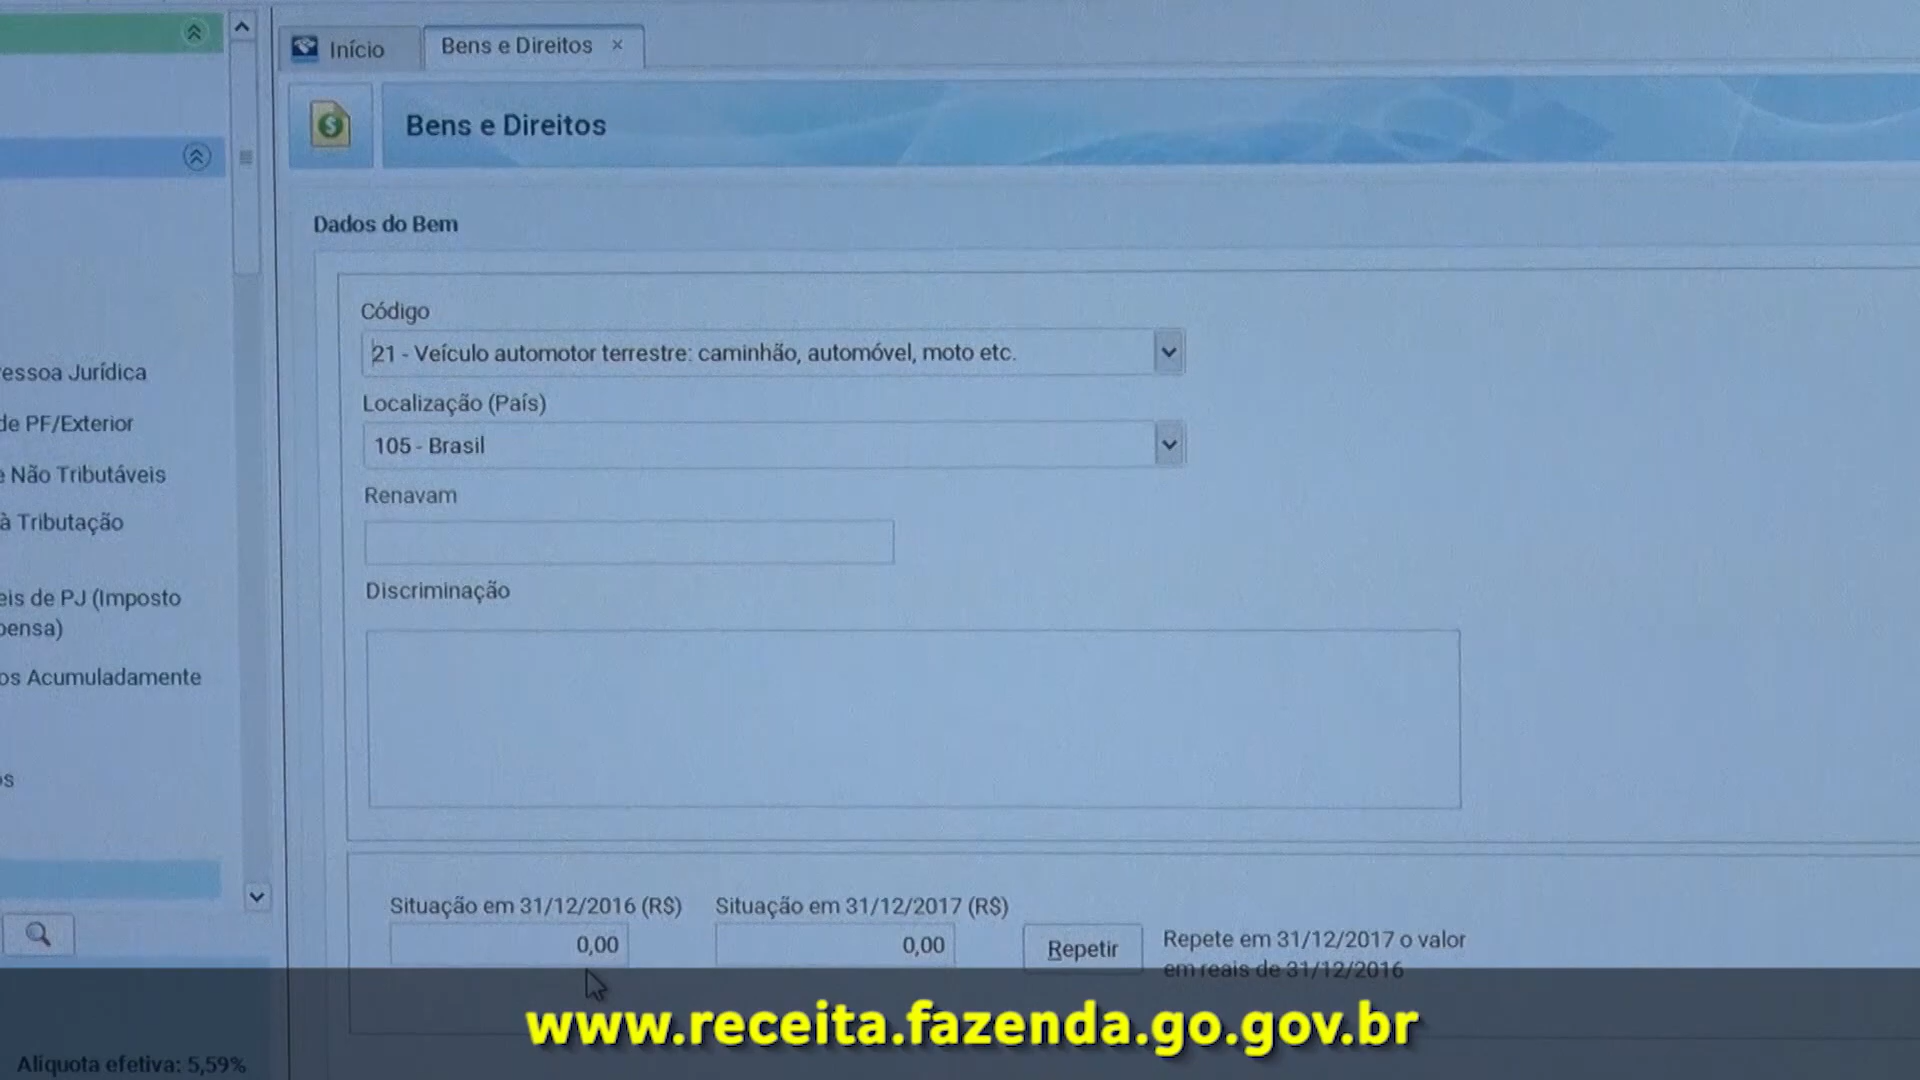 Início
Bens e Direitos ×
Bens e Direitos
Dados do Bem
Código
21 - Veículo automotor terrestre: caminhão, automóvel, moto etc.
Localização (País)
105 - Brasil
Renavam
Discriminação
Situação em 31/12/2016 (R$)
0,00
Situação em 31/12/2017 (R$)
0,00
Repetir
Repete em 31/12/2017 o valor
em reais de 31/12/2016
essoa Jurídica
de PF/Exterior
e Não Tributáveis
à Tributação
eis de PJ (Imposto
pensa)
os Acumuladamente
os
Alíquota efetiva: 5,59%
www.receita.fazenda.go.gov.br